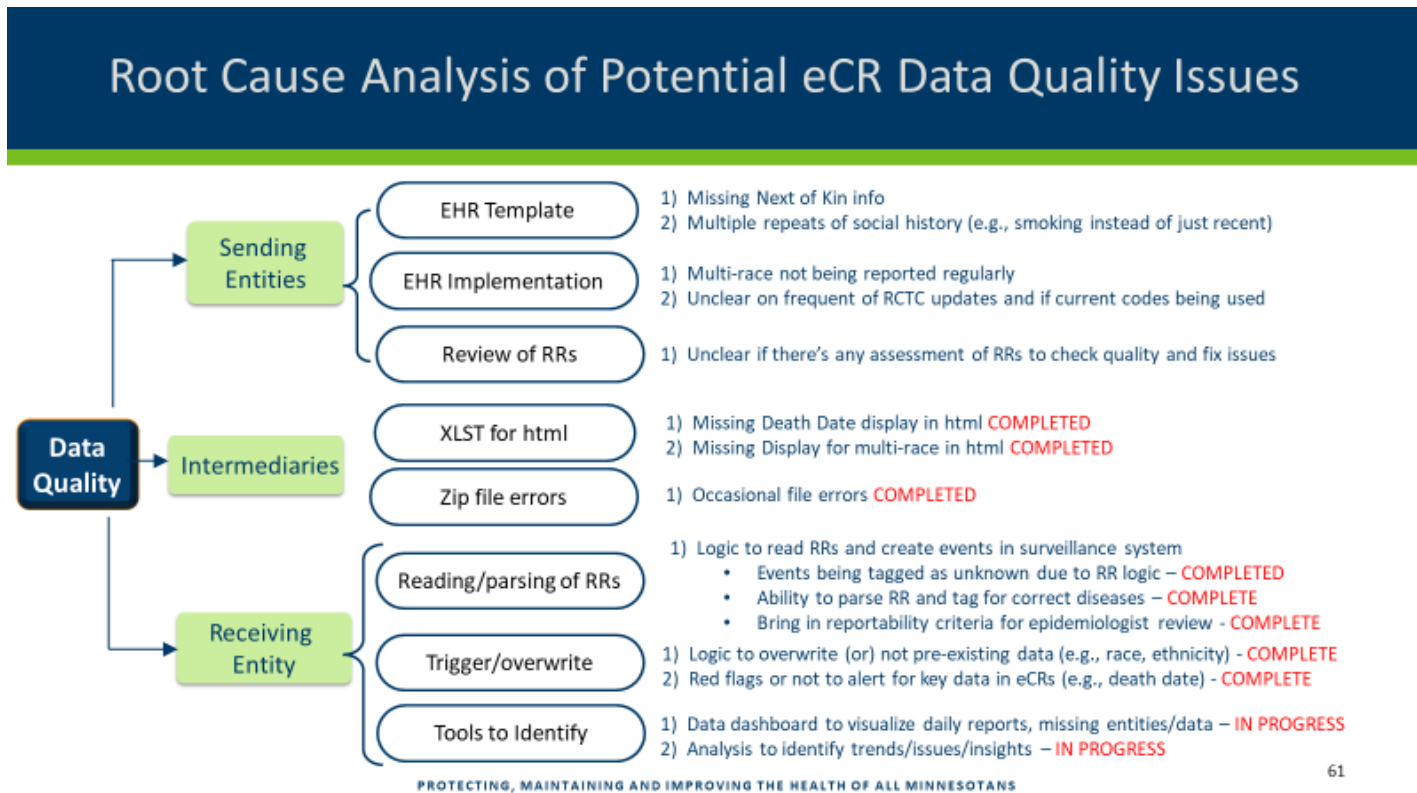 Root Cause Analysis of Potential eCR Data Quality Issues
Data
Quality
Sending
Entities
EHR Template
1) Missing Next of Kin info
2) Multiple repeats of social history (e.g., smoking instead of just recent)
EHR Implementation
1) Multi-race not being reported regularly
2) Unclear on frequent of RCTC updates and if current codes being used
Review of RRs
1) Unclear if there's any assessment of RRs to check quality and fix issues
Intermediaries
XLST for html
1) Missing Death Date display in html COMPLETED
2) Missing Display for multi-race in html COMPLETED
Zip file errors
1) Occasional file errors COMPLETED
Receiving
Entity
Reading/parsing of RRs
1) Logic to read RRs and create events in surveillance system
• Events being tagged as unknown due to RR logic – COMPLETED
• Ability to parse RR and tag for correct diseases – COMPLETE
• Bring in reportability criteria for epidemiologist review - COMPLETE
Trigger/overwrite
1) Logic to overwrite (or) not pre-existing data (e.g., race, ethnicity) - COMPLETE
2) Red flags or not to alert for key data in eCRs (e.g., death date) - COMPLETE
Tools to Identify
1) Data dashboard to visualize daily reports, missing entities/data – IN PROGRESS
2) Analysis to identify trends/issues/insights – IN PROGRESS
PROTECTING, MAINTAINING AND IMPROVING THE HEALTH OF ALL MINNESOTANS
61